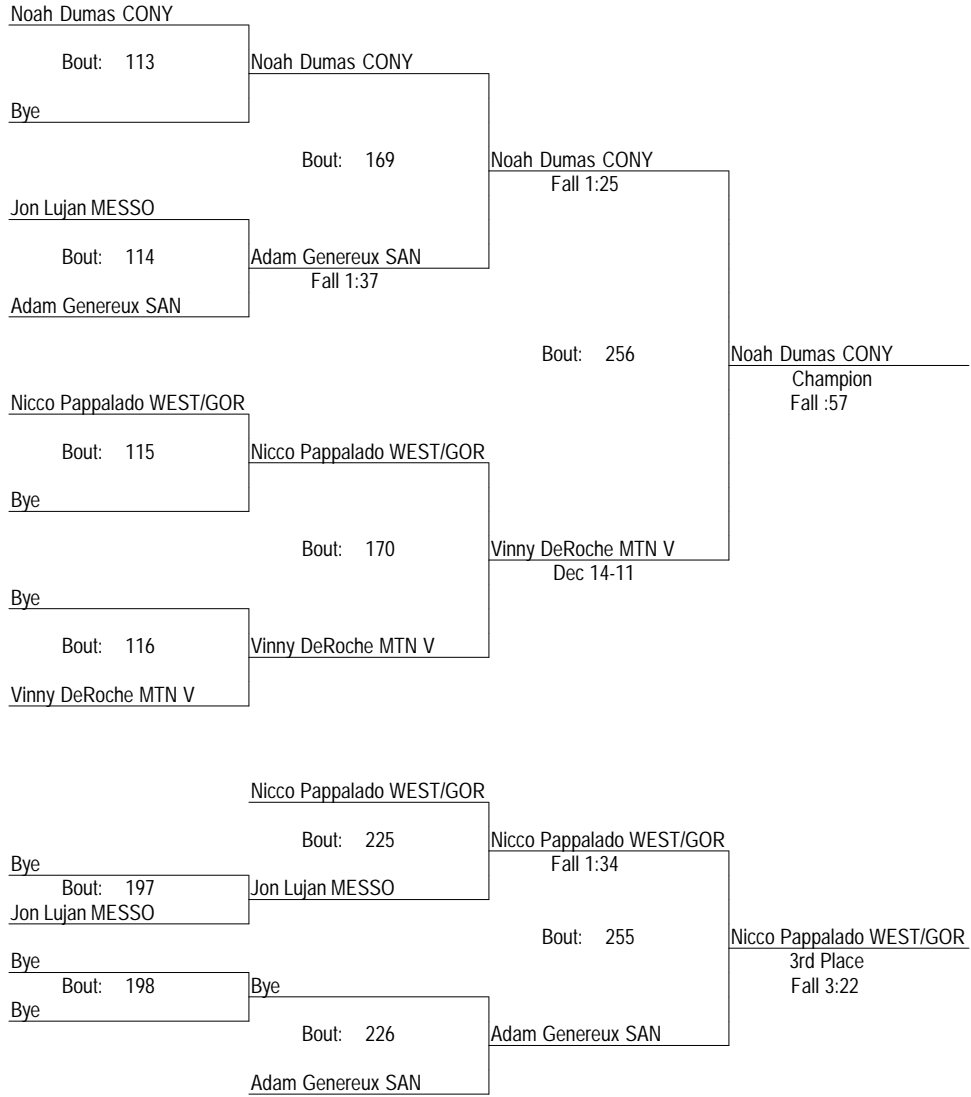 Noah Dumas CONY
Bout: 113
Noah Dumas CONY
Bye
Bout: 169
Noah Dumas CONY
Fall 1:25
Jon Lujan MESSO
Bout: 114
Adam Genereux SAN
Fall 1:37
Adam Genereux SAN
Bout: 256
Noah Dumas CONY
Champion
Fall :57
Nicco Pappalado WEST/GOR
Bout: 115
Nicco Pappalado WEST/GOR
Bye
Bout: 170
Vinny DeRoche MTN V
Dec 14-11
Bye
Bout: 116
Vinny DeRoche MTN V
Vinny DeRoche MTN V
Nicco Pappalado WEST/GOR
Bout: 225
Nicco Pappalado WEST/GOR
Fall 1:34
Bye
Bout: 197
Jon Lujan MESSO
Jon Lujan MESSO
Bout: 255
Nicco Pappalado WEST/GOR
3rd Place
Fall 3:22
Bye
Bout: 198
Bye
Bye
Bout: 226
Adam Genereux SAN
Adam Genereux SAN